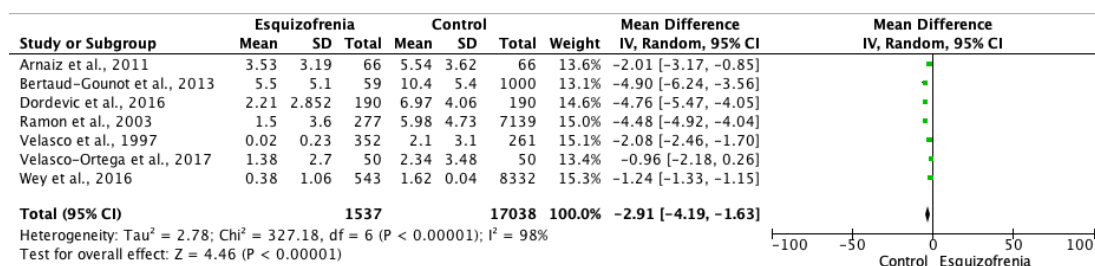 Esquizofrenia Control Mean Difference Mean Difference
Study or Subgroup Mean SD Total Mean SD Total Weight IV, Random, 95% CI IV, Random, 95% CI
Arnaiz et al., 2011 3.53 3.19 66 5.54 3.62 66 13.6% -2.01 [-3.17, -0.85]
Bertaud-Gounot et al., 2013 5.5 5.1 59 10.4 5.4 1000 13.0% -4.90 [-6.24, -3.56]
Dordevic et al., 2016 2.21 2.852 190 6.97 4.06 190 14.6% -4.76 [-5.47, -4.05]
Ramon et al., 2003 1.5 3.6 277 5.98 4.73 7139 15.0% -4.48 [-4.92, -4.04]
Velasco et al., 1997 0.02 0.23 352 2.1 3.1 261 15.1% -2.08 [-2.46, -1.70]
Velasco-Ortega et al., 2017 1.38 2.7 50 2.34 3.48 50 13.4% -0.96 [-2.18, 0.26]
Wey et al., 2016 0.38 1.06 543 1.62 0.04 8332 15.3% -1.24 [-1.33, -1.15]
Total (95% CI) 1537 17038 100.0% -2.91 [-4.19, -1.63]
Heterogeneity: Tau² = 2.78; Chi² = 327.18, df = 6 (P < 0.00001); I² = 98%
Test for overall effect: Z = 4.46 (P < 0.00001)
-100 -50 0 50 100
Control Esquizofrenia